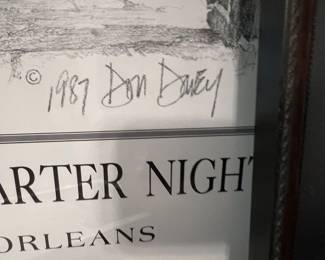 © 1987 Don Davey
ARTER NIGHT
ORLEANS